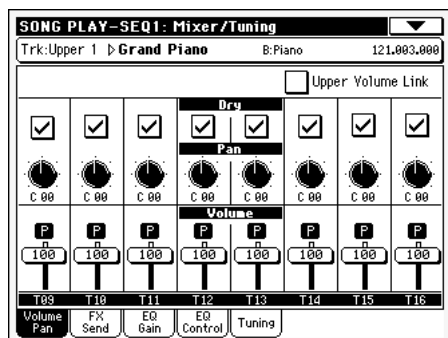 SONG PLAY-SEQ1: Mixer/Tuning
Trk:Upper 1 Grand Piano B:Piano 121.003.000
Upper Volume Link
Dry
Pan
C 00 C 00 C 00 C 00 C 00 C 00 C 00 C 00
Volume
P P P P P P P P
100 100 100 100 100 100 100 100
T09 T10 T11 T12 T13 T14 T15 T16
Volume Pan FX Send EQ Gain EQ Control Tuning